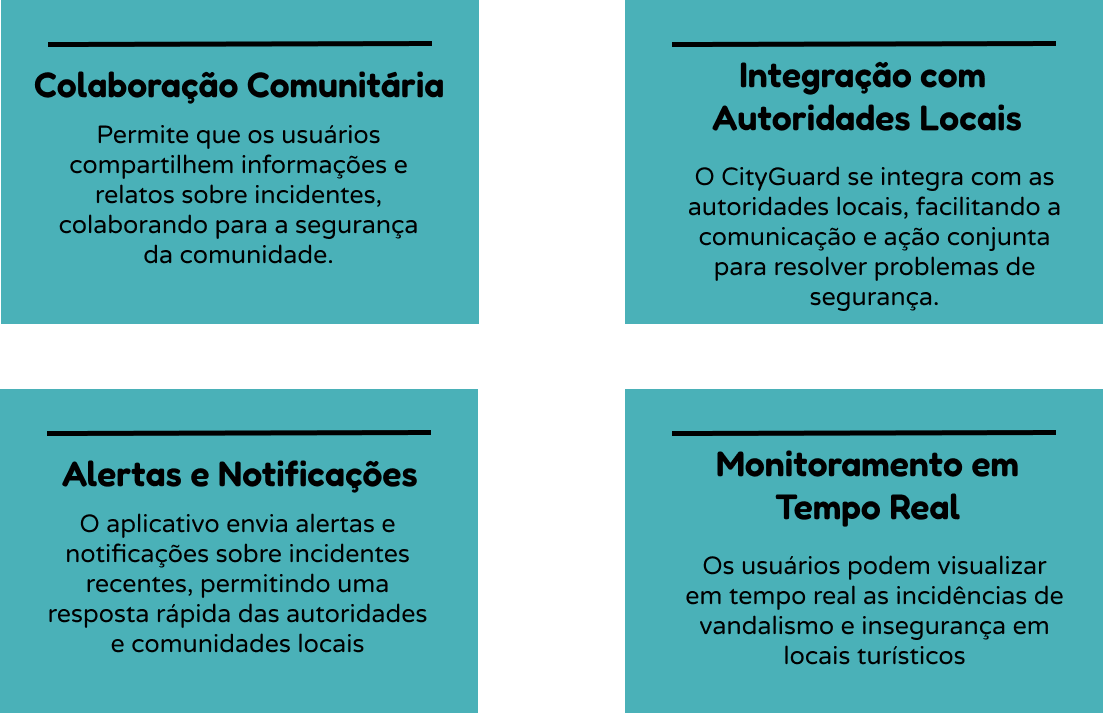 Colaboração Comunitária
Permite que os usuários
compartilhem informações e
relatos sobre incidentes,
colaborando para a segurança
da comunidade.
Integração com
Autoridades Locais
O CityGuard se integra com as
autoridades locais, facilitando a
comunicação e ação conjunta
para resolver problemas de
segurança.
Alertas e Notificações
O aplicativo envia alertas e
notificações sobre incidentes
recentes, permitindo uma
resposta rápida das autoridades
e comunidades locais
Monitoramento em
Tempo Real
Os usuários podem visualizar
em tempo real as incidências de
vandalismo e insegurança em
locais turísticos